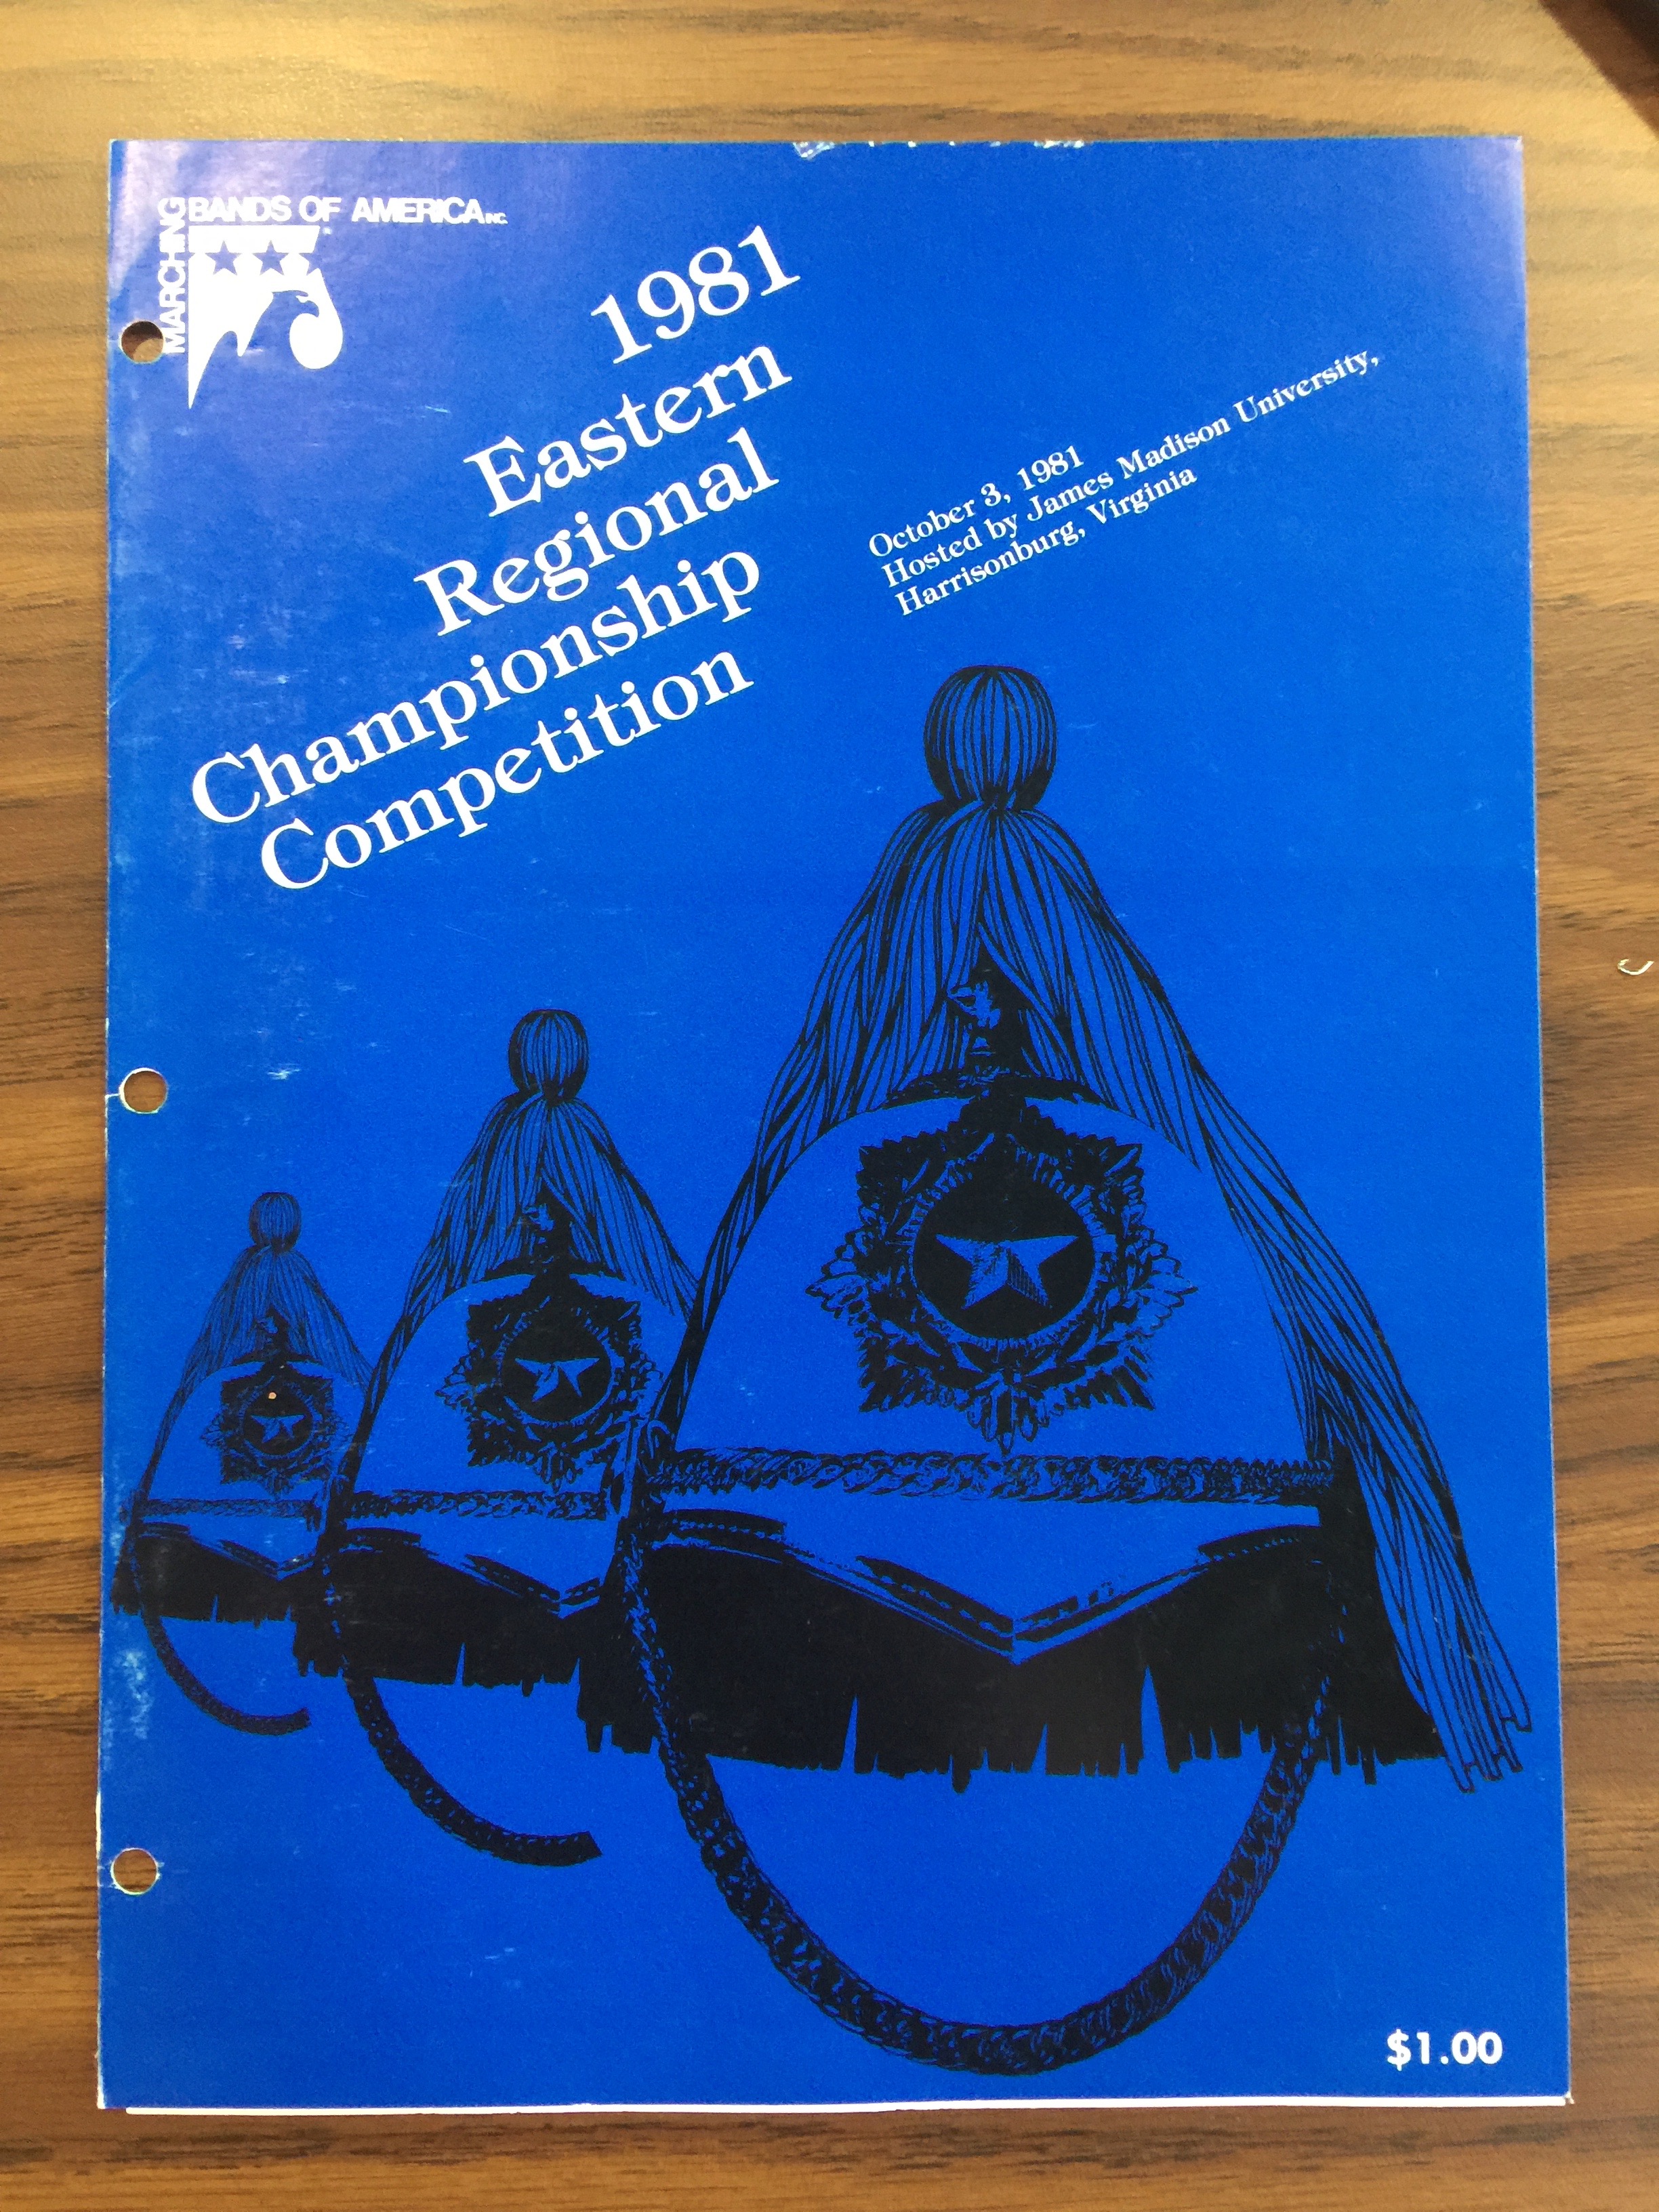 MARCHING
BANDS OF AMERICA INC.
1981
Eastern
Regional
Championship
Competition
October 3, 1981
Hosted by James Madison University,
Harrisonburg, Virginia
$1.00